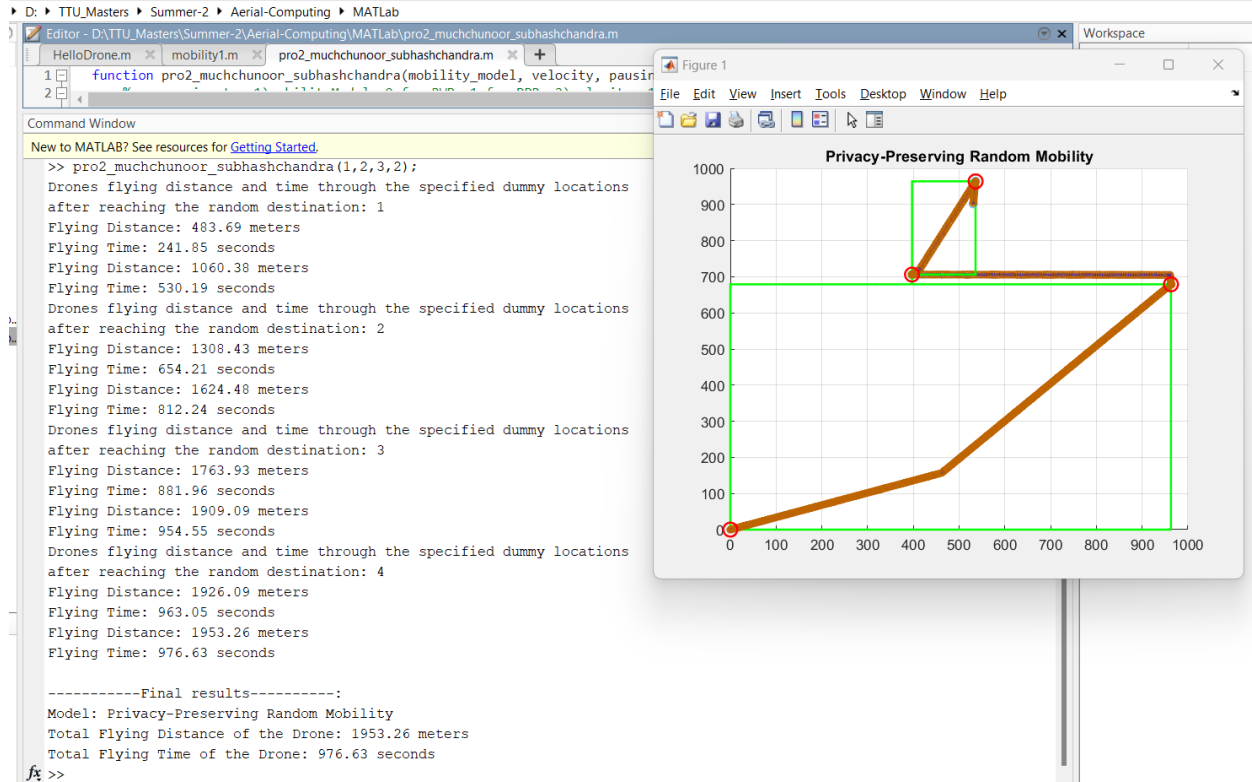 D: TTU_Masters Summer-2 Aerial-Computing MATLab
Editor - D:\TTU_Masters\Summer-2\Aerial-Computing\MATLab\pro2_muchchunoor_subhashchandra.m
Workspace
HelloDrone.m mobility1.m pro2_muchchunoor_subhashchandra.m
1 function pro2_muchchunoor_subhashchandra(mobility_model, velocity, pausin
2
Command Window
New to MATLAB? See resources for Getting Started.
>> pro2_muchchunoor_subhashchandra(1,2,3,2);
Drones flying distance and time through the specified dummy locations
after reaching the random destination: 1
Flying Distance: 483.69 meters
Flying Time: 241.85 seconds
Flying Distance: 1060.38 meters
Flying Time: 530.19 seconds
Drones flying distance and time through the specified dummy locations
after reaching the random destination: 2
Flying Distance: 1308.43 meters
Flying Time: 654.21 seconds
Flying Distance: 1624.48 meters
Flying Time: 812.24 seconds
Drones flying distance and time through the specified dummy locations
after reaching the random destination: 3
Flying Distance: 1763.93 meters
Flying Time: 881.96 seconds
Flying Distance: 1909.09 meters
Flying Time: 954.55 seconds
Drones flying distance and time through the specified dummy locations
after reaching the random destination: 4
Flying Distance: 1926.09 meters
Flying Time: 963.05 seconds
Flying Distance: 1953.26 meters
Flying Time: 976.63 seconds
-----------Final results----------:
Model: Privacy-Preserving Random Mobility
Total Flying Distance of the Drone: 1953.26 meters
Total Flying Time of the Drone: 976.63 seconds
fx >>
Figure 1
File Edit View Insert Tools Desktop Window Help
Privacy-Preserving Random Mobility
1000
900
800
700
600
500
400
300
200
100
0
0 100 200 300 400 500 600 700 800 900 1000